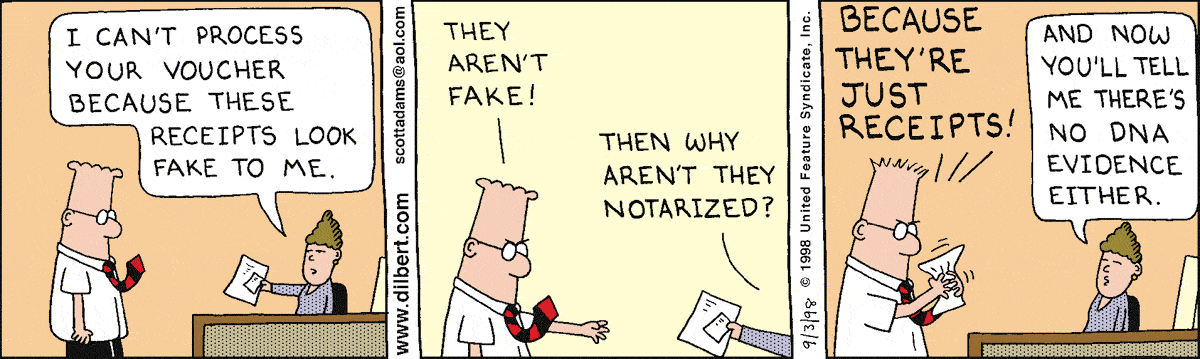 I CAN'T PROCESS
YOUR VOUCHER
BECAUSE THESE
RECEIPTS LOOK
FAKE TO ME.
www.dilbert.com scottadams@aol.com
THEY
AREN'T
FAKE!
THEN WHY
AREN'T THEY
NOTARIZED?
9/3/98 © 1998 United Feature Syndicate, Inc.
BECAUSE
THEY'RE
JUST
RECEIPTS!
AND NOW
YOU'LL TELL
ME THERE'S
NO DNA
EVIDENCE
EITHER.